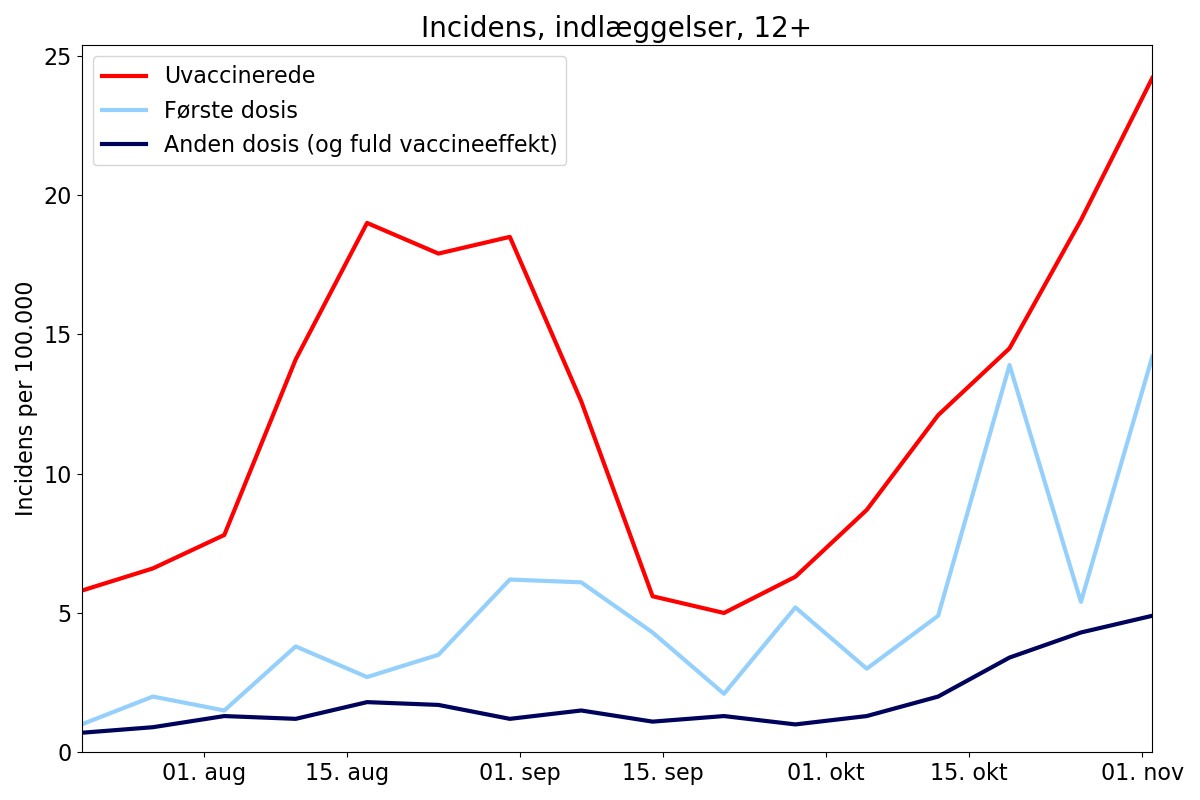 Incidens, indlæggelser, 12+
Uvaccinerede
Første dosis
Anden dosis (og fuld vaccineeffekt)
Incidens per 100.000
25
20
15
10
5
0
01. aug
15. aug
01. sep
15. sep
01. okt
15. okt
01. nov